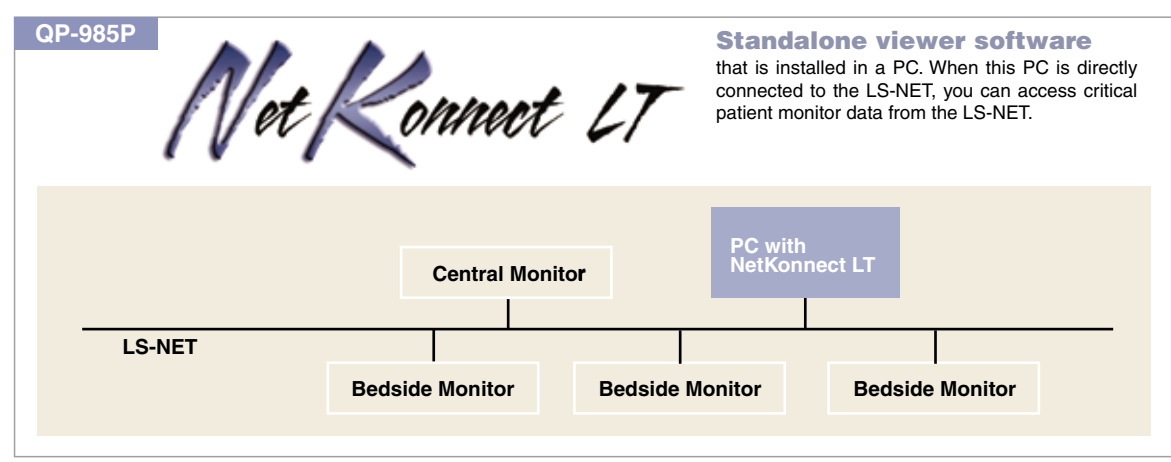 QP-985P
Net Konnect LT
Standalone viewer software
that is installed in a PC. When this PC is directly
connected to the LS-NET, you can access critical
patient monitor data from the LS-NET.
PC with
NetKonnect LT
Central Monitor
LS-NET
Bedside Monitor
Bedside Monitor
Bedside Monitor